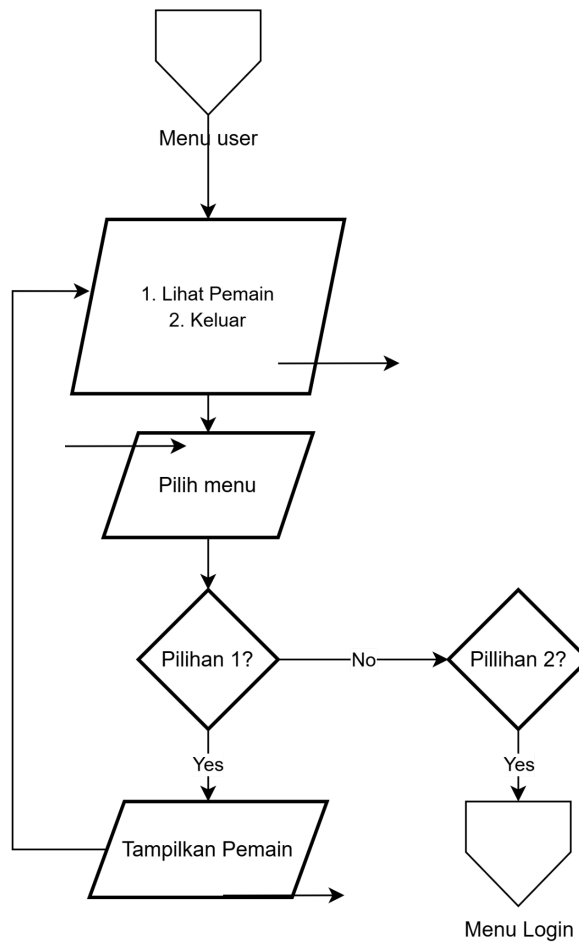 Menu user
1. Lihat Pemain
2. Keluar
Pilih menu
Pilihan 1?
No
Pillihan 2?
Yes
Yes
Tampilkan Pemain
Menu Login